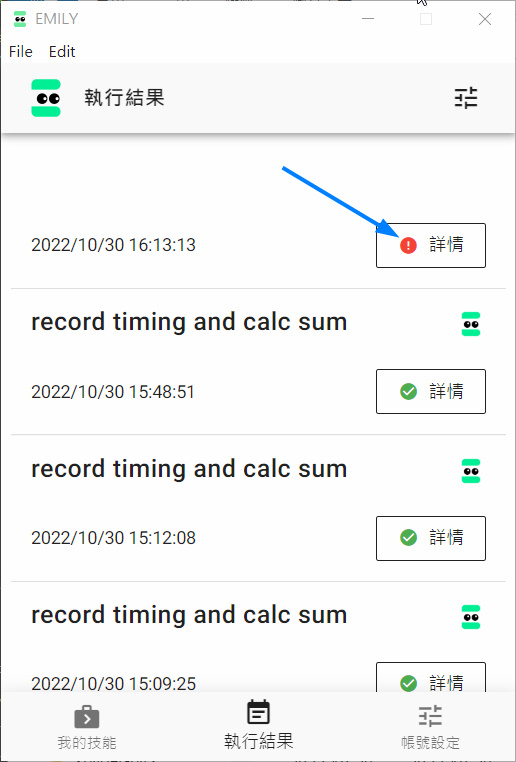 EMILY
File Edit
執行結果
2022/10/30 16:13:13 詳情
record timing and calc sum
2022/10/30 15:48:51 詳情
record timing and calc sum
2022/10/30 15:12:08 詳情
record timing and calc sum
2022/10/30 15:09:25 詳情
我的技能 執行結果 帳號設定